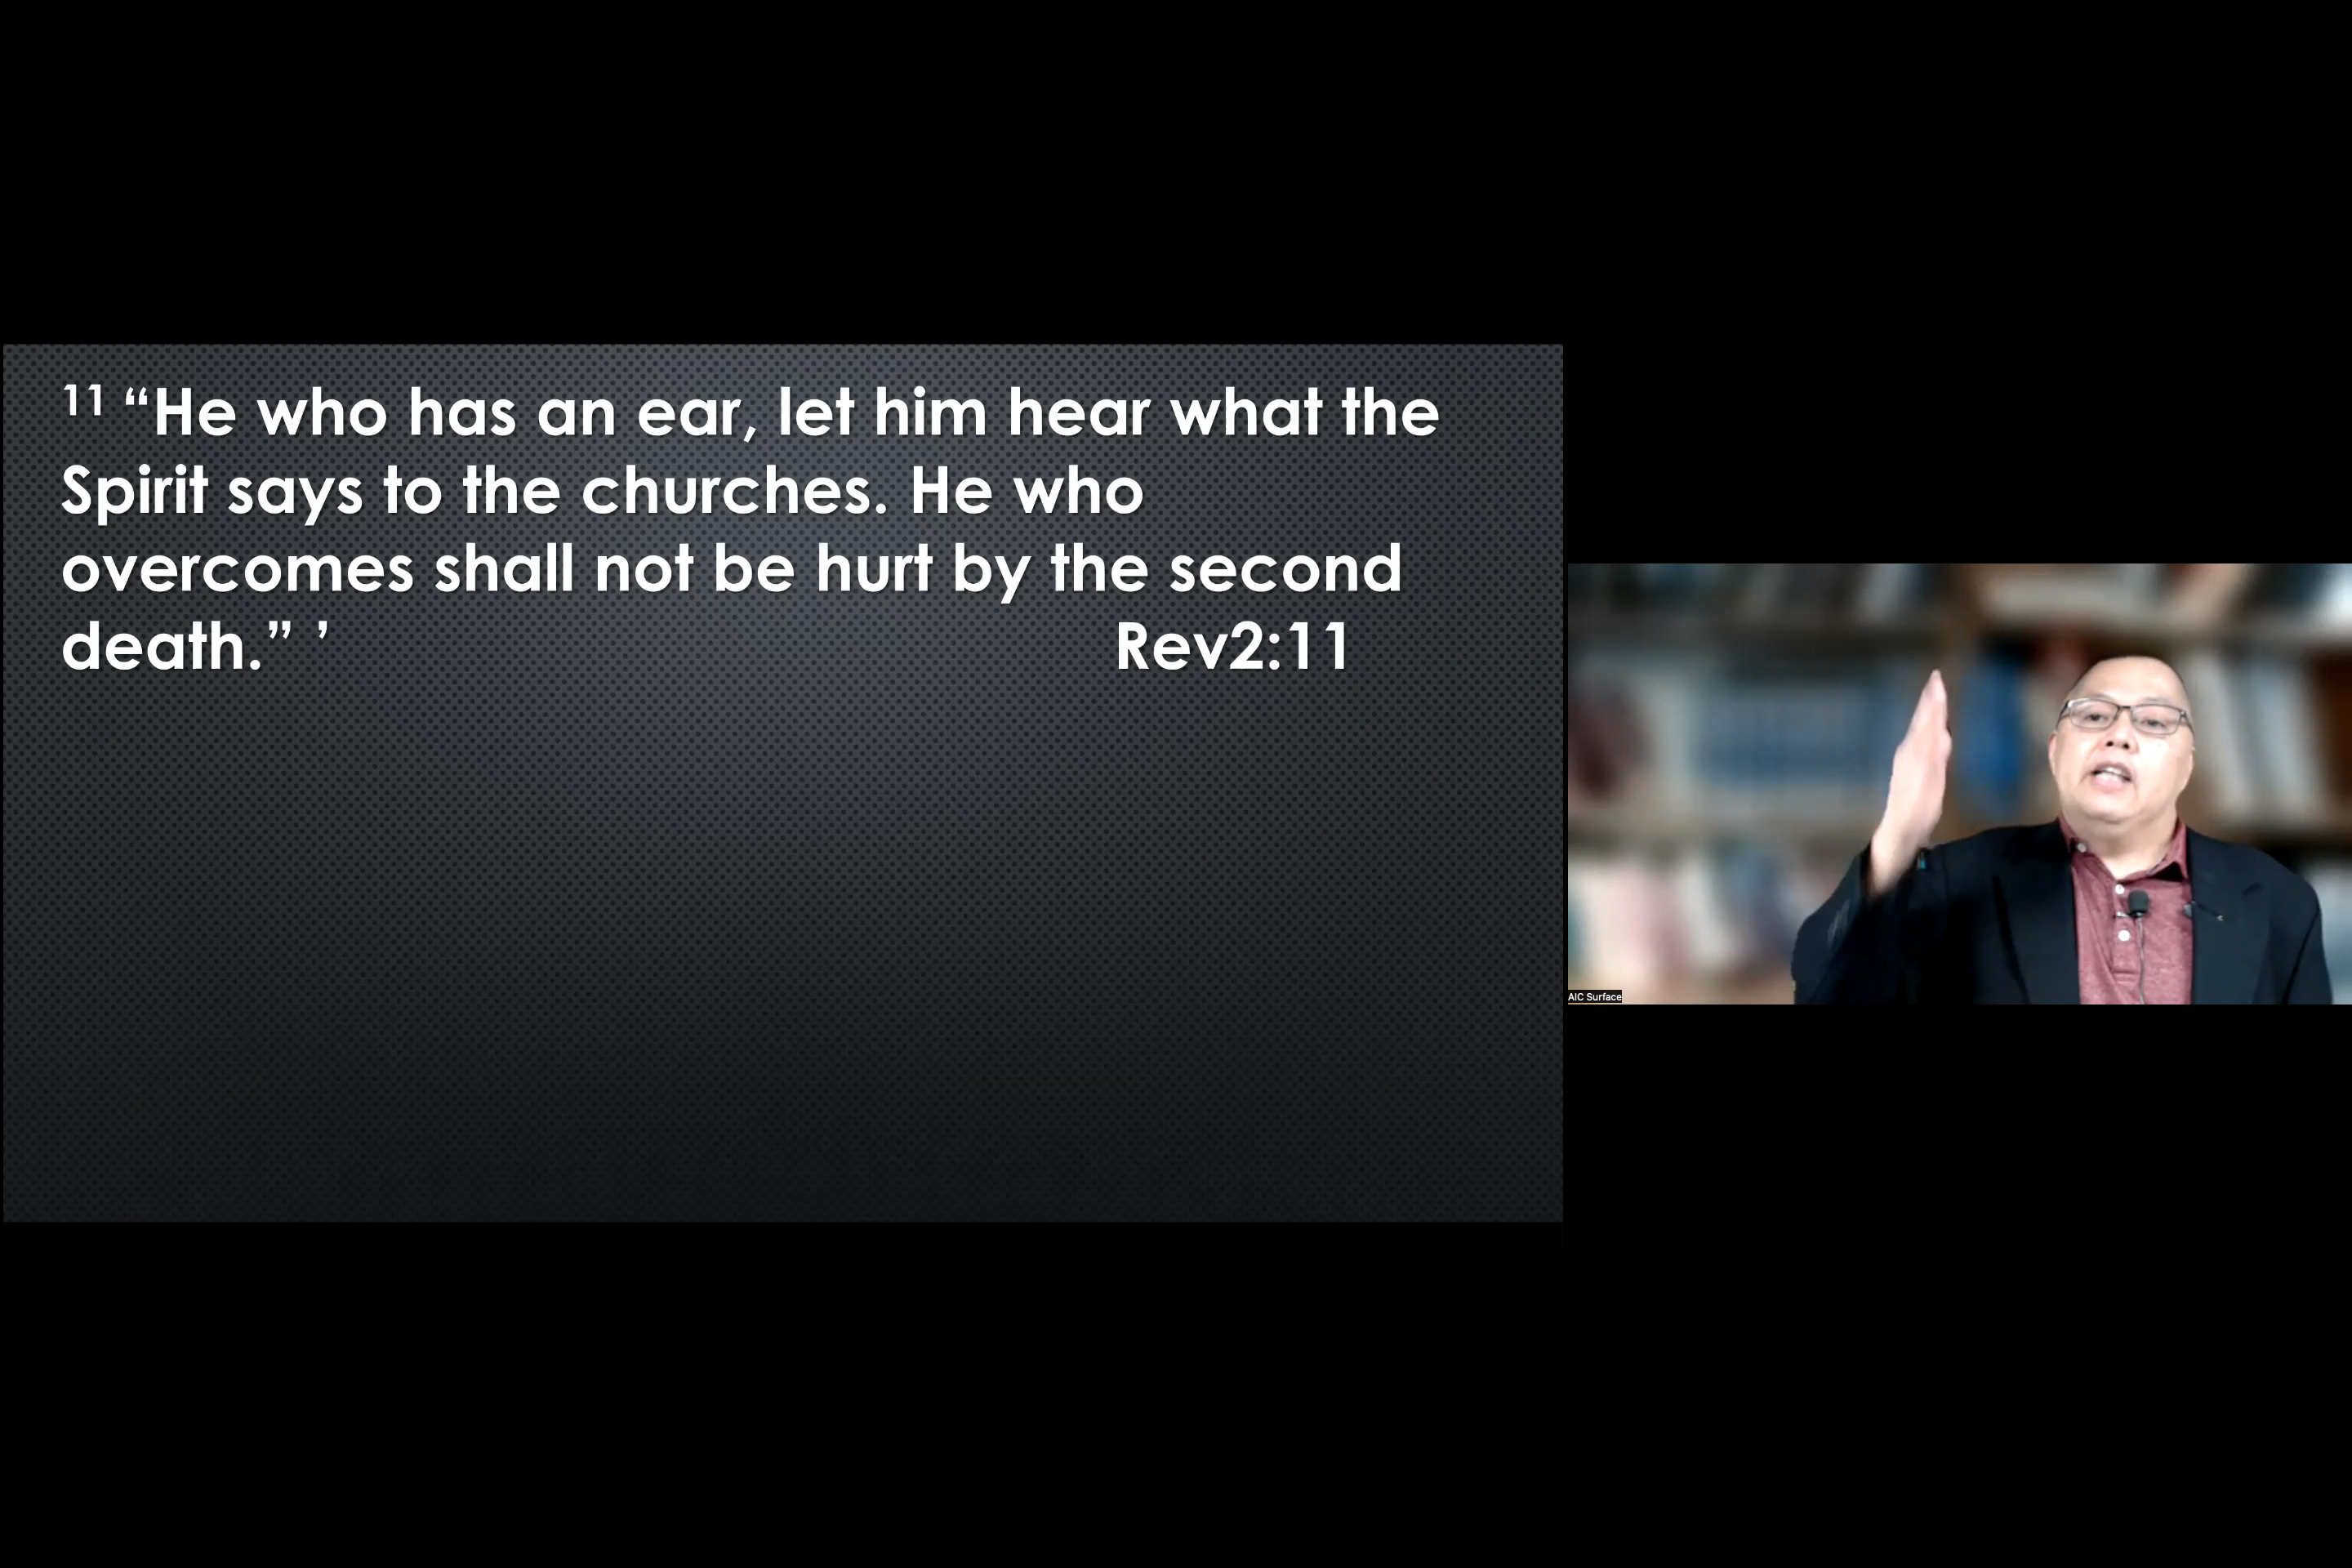 11 “He who has an ear, let him hear what the
Spirit says to the churches. He who
overcomes shall not be hurt by the second
death.” ’ Rev2:11
AIC Surface